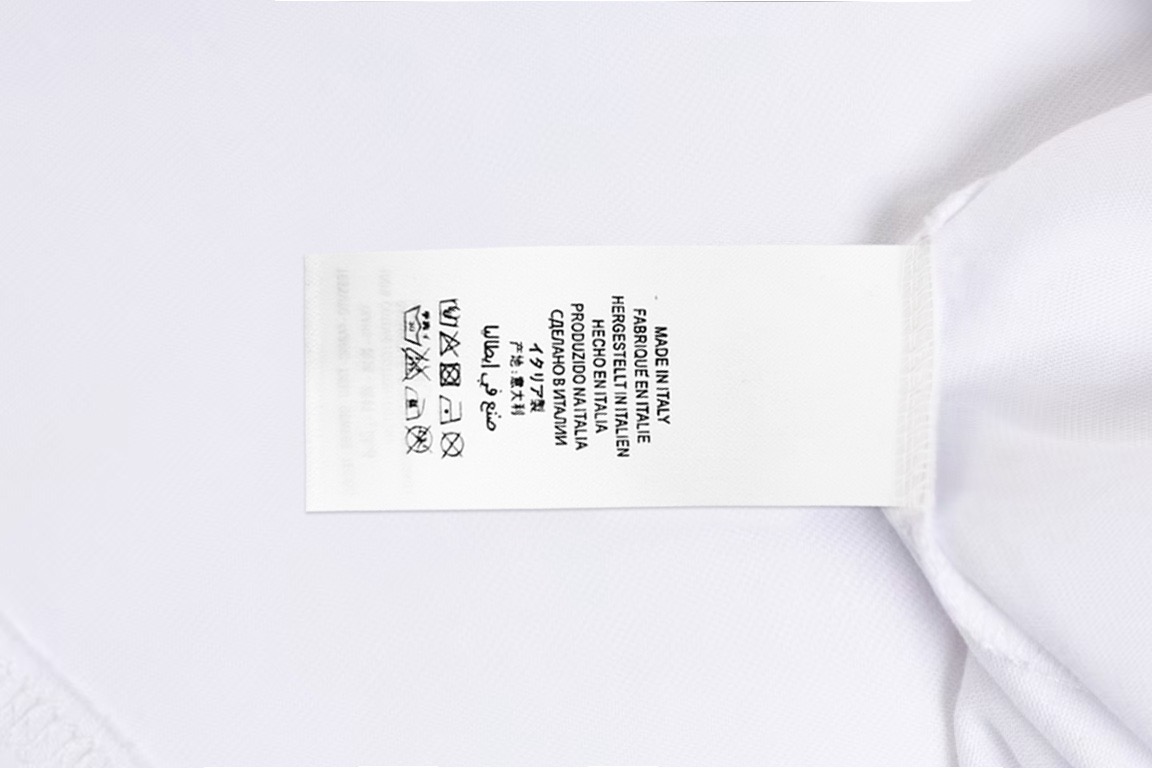 MADE IN ITALY
FABRIQUÉ EN ITALIE
HERGESTELLT IN ITALIEN
HECHO EN ITALIA
PRODUZIDO NA ITALIA
СДЕЛАНО В ИТАЛИИ
イタリア製
产地:意大利
صنع في إيطاليا